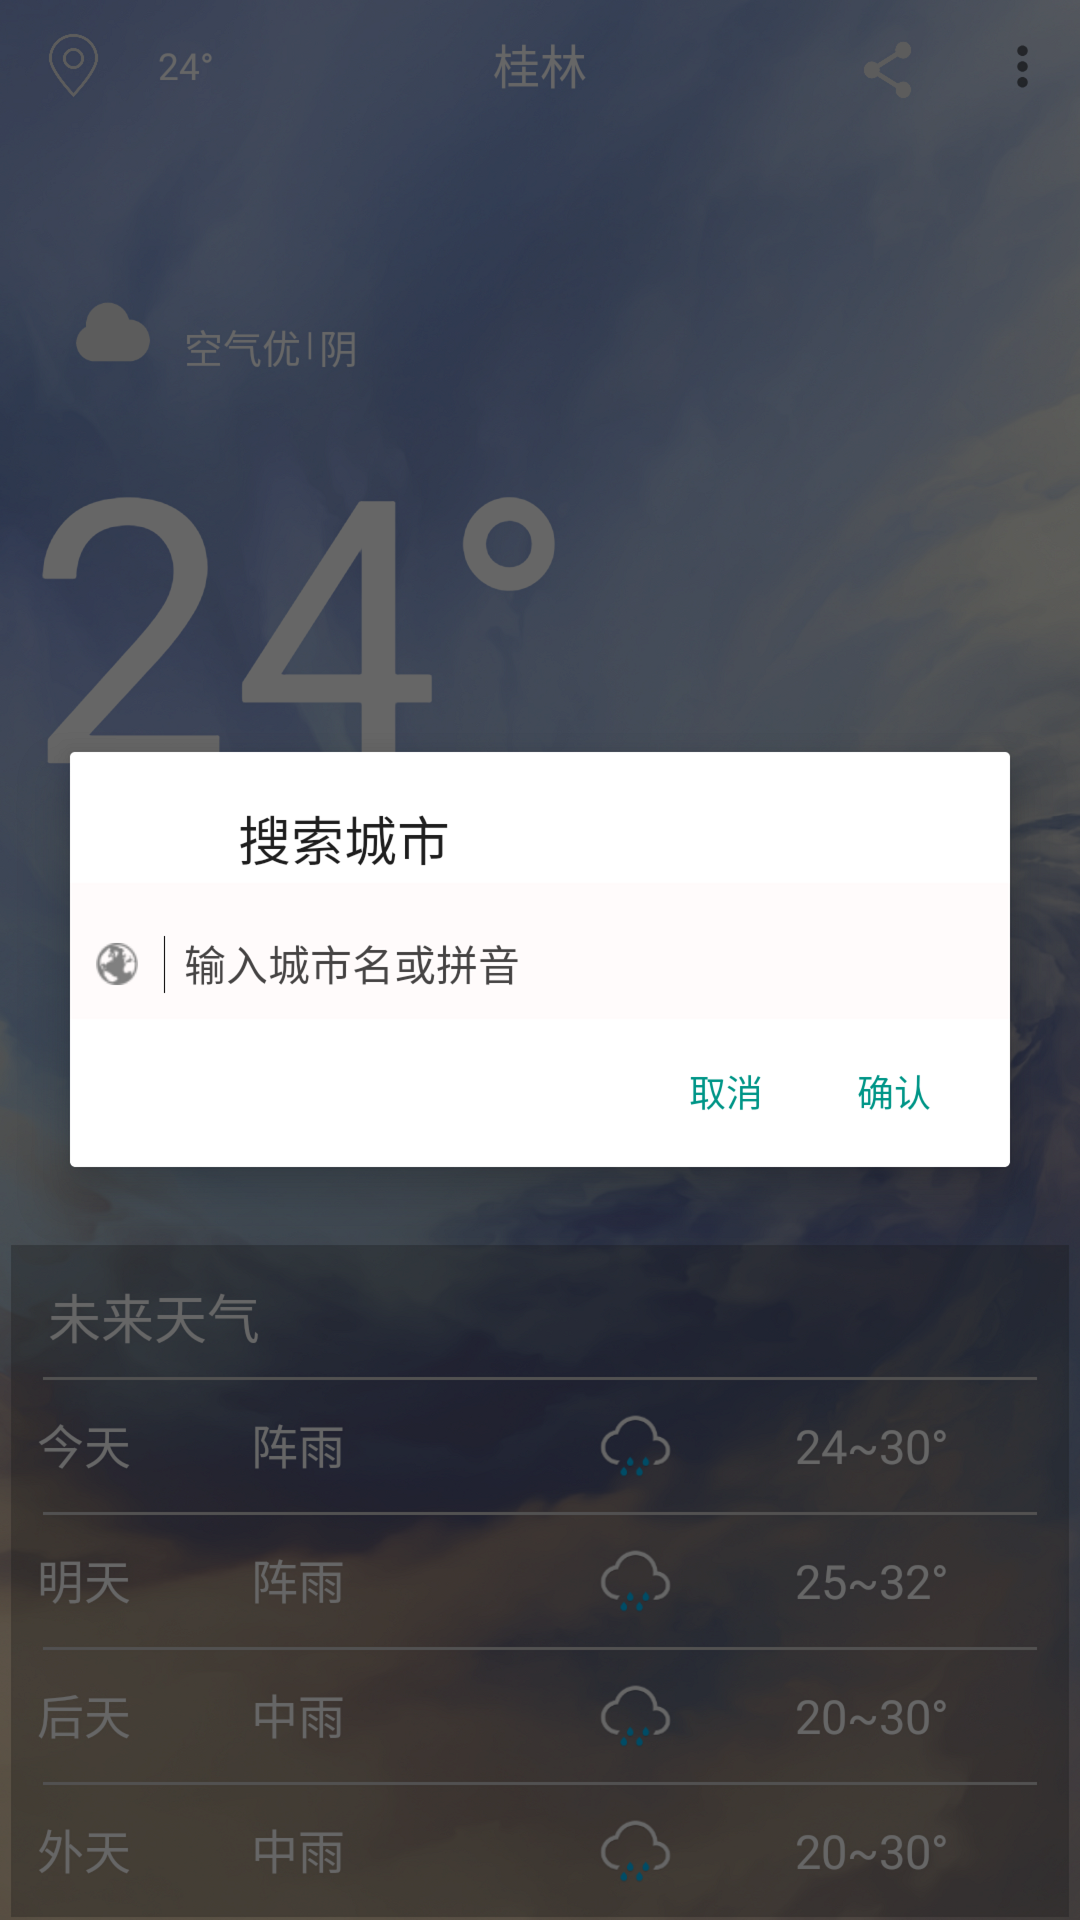 24° 桂林
空气优|阴
24°
搜索城市
输入城市名或拼音
取消 确认
未来天气
今天 阵雨 24~30°
明天 阵雨 25~32°
后天 中雨 20~30°
外天 中雨 20~30°